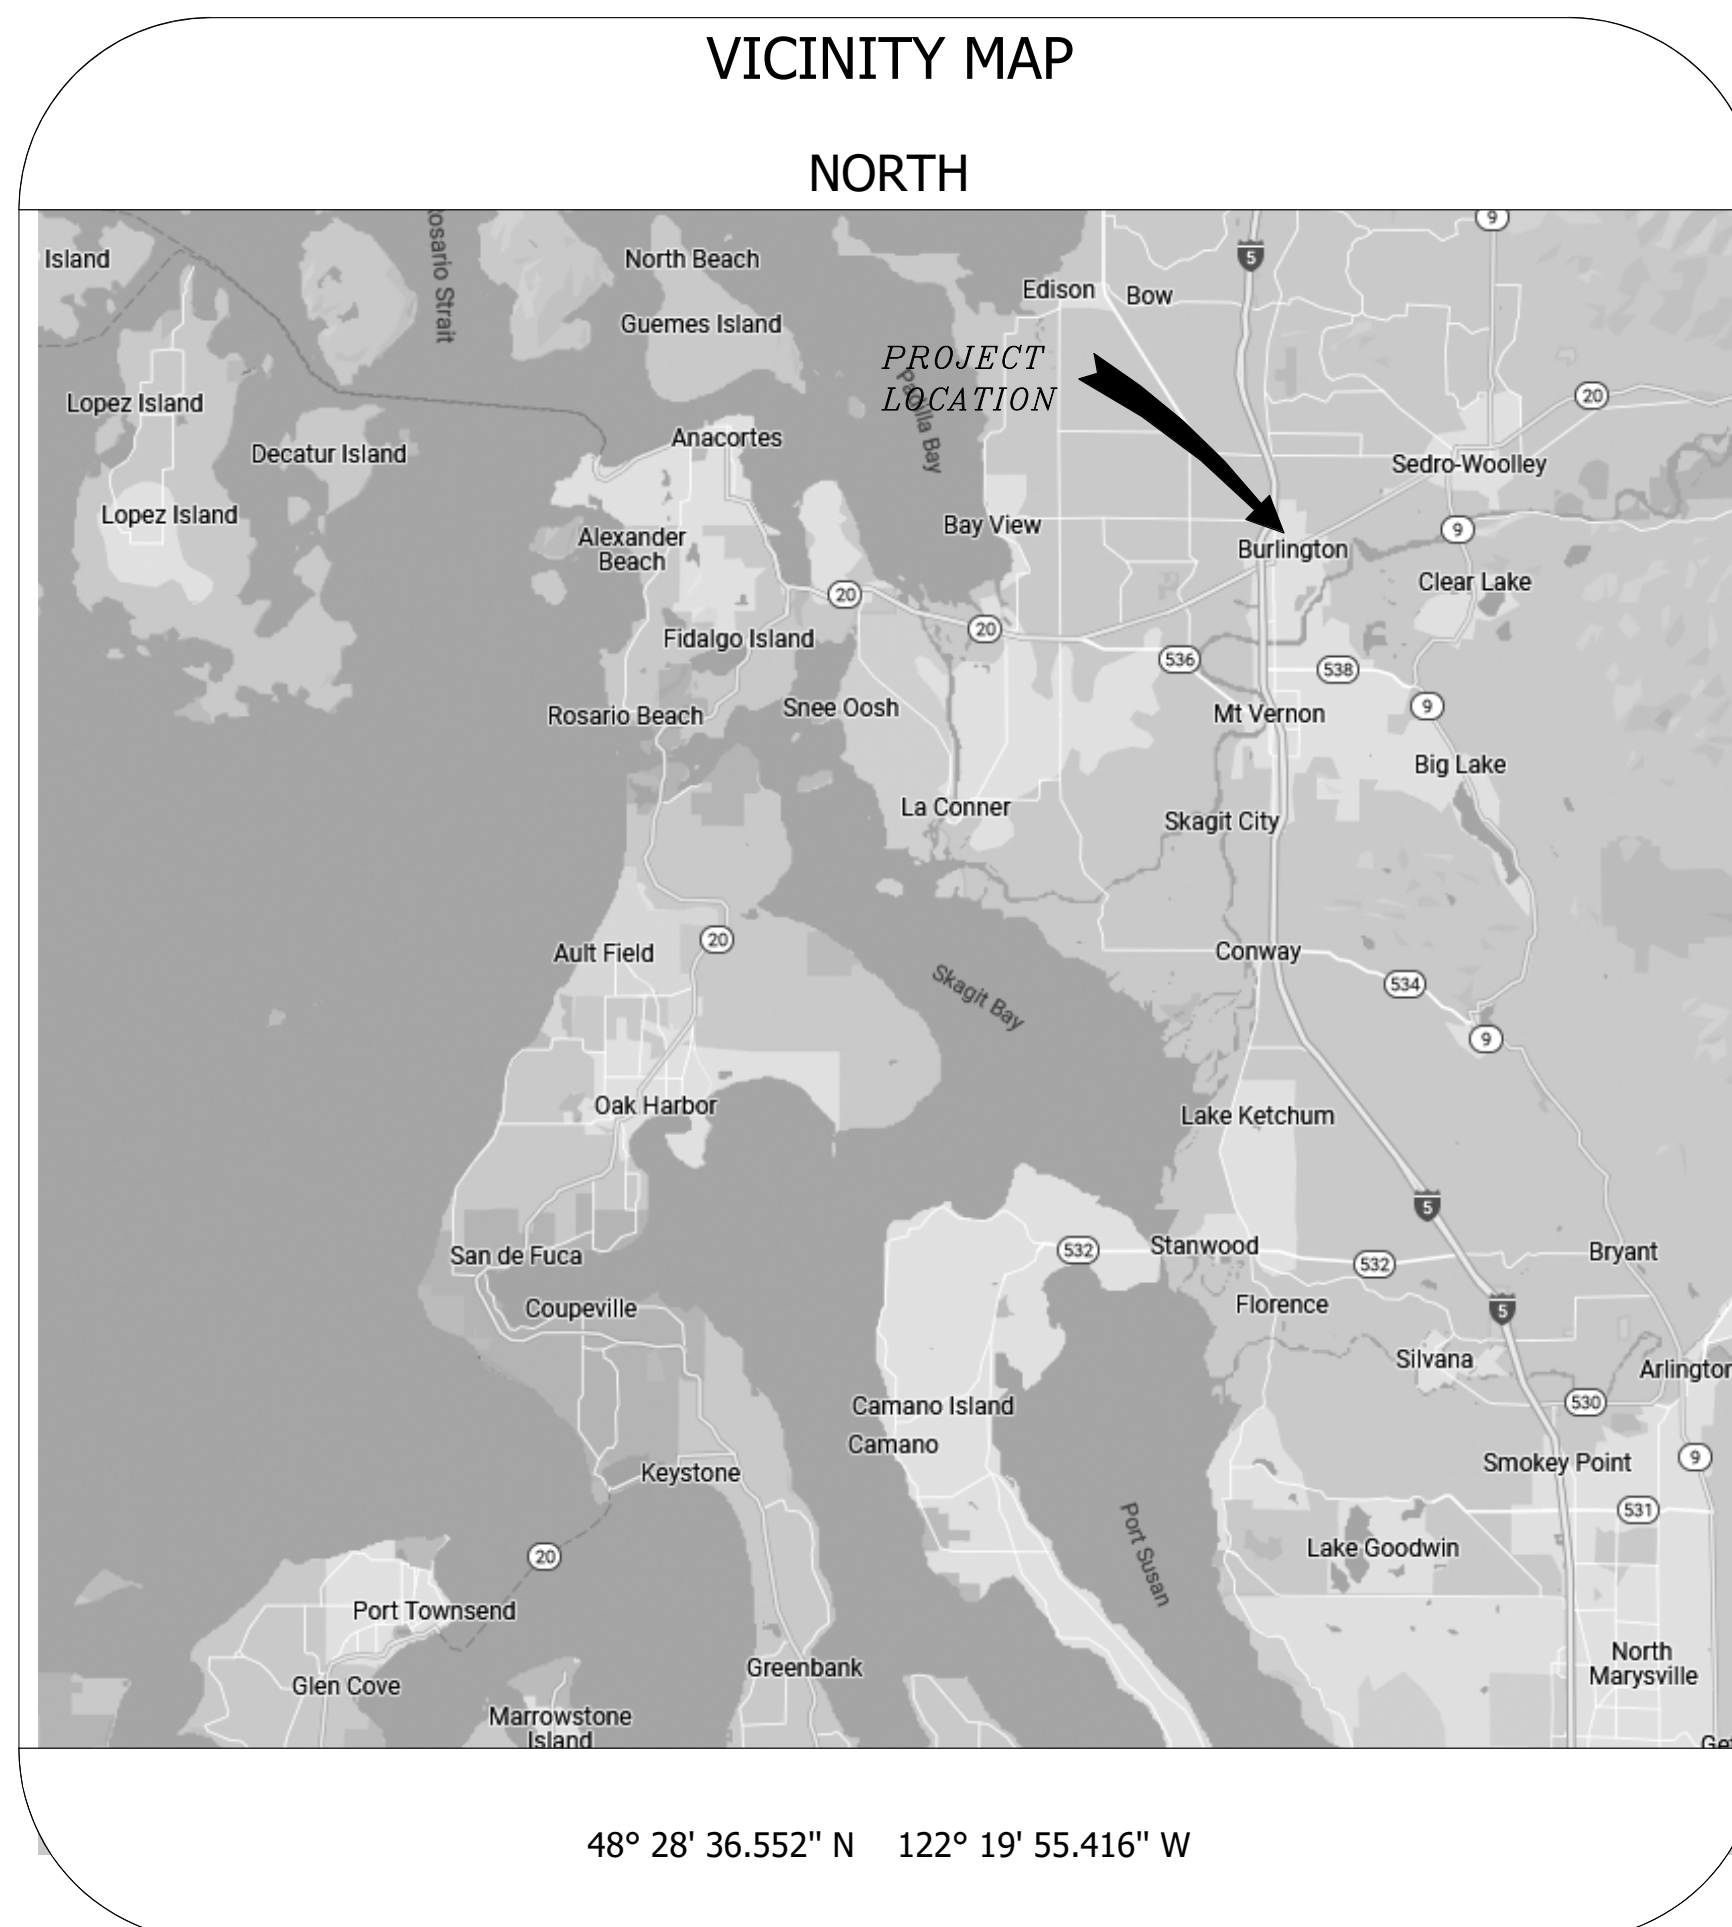 VICINITY MAP
NORTH
9
Island
Rosario Strait
North Beach
5
Edison
Bow
Guemes Island
PROJECT
LOCATION
Padilla Bay
20
Lopez Island
Decatur Island
Anacortes
Sedro-Woolley
Lopez Island
Bay View
9
Alexander
Beach
Burlington
Clear Lake
20
20
Fidalgo Island
536
538
Rosario Beach
Snee Oosh
Mt Vernon
9
Big Lake
La Conner
Skagit City
Ault Field
20
Skagit Bay
Conway
534
9
Oak Harbor
Lake Ketchum
5
San de Fuca
532
Stanwood
532
Bryant
Coupeville
Florence
5
Silvana
Arlington
Camano Island
530
Camano
Keystone
Smokey Point
9
Port Susan
531
20
Lake Goodwin
Port Townsend
Glen Cove
Greenbank
North
Marysville
Marrowstone
Island
48° 28' 36.552" N 122° 19' 55.416" W